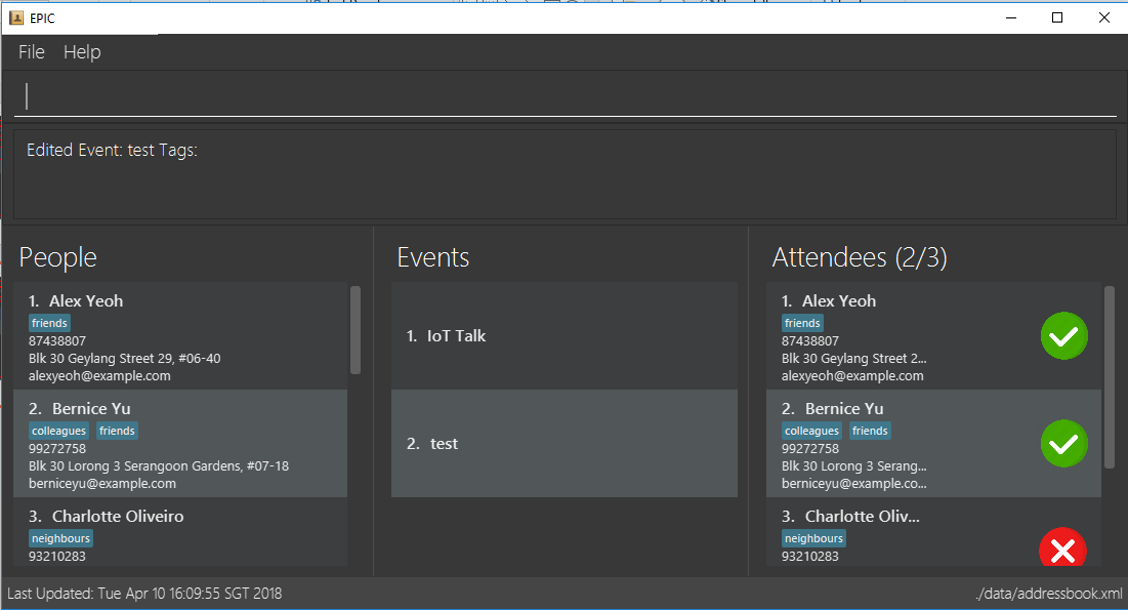 EPIC
File Help
Edited Event: test Tags:
People
1. Alex Yeoh
friends
87438807
Blk 30 Geylang Street 29, #06-40
alexyeoh@example.com
2. Bernice Yu
colleagues friends
99272758
Blk 30 Lorong 3 Serangoon Gardens, #07-18
berniceyu@example.com
3. Charlotte Oliveiro
neighbours
93210283
Events
1. IoT Talk
2. test
Attendees (2/3)
1. Alex Yeoh
friends
87438807
Blk 30 Geylang Street 2...
alexyeoh@example.com
2. Bernice Yu
colleagues friends
99272758
Blk 30 Lorong 3 Serang...
berniceyu@example.co...
3. Charlotte Oliv...
neighbours
93210283
Last Updated: Tue Apr 10 16:09:55 SGT 2018
./data/addressbook.xml